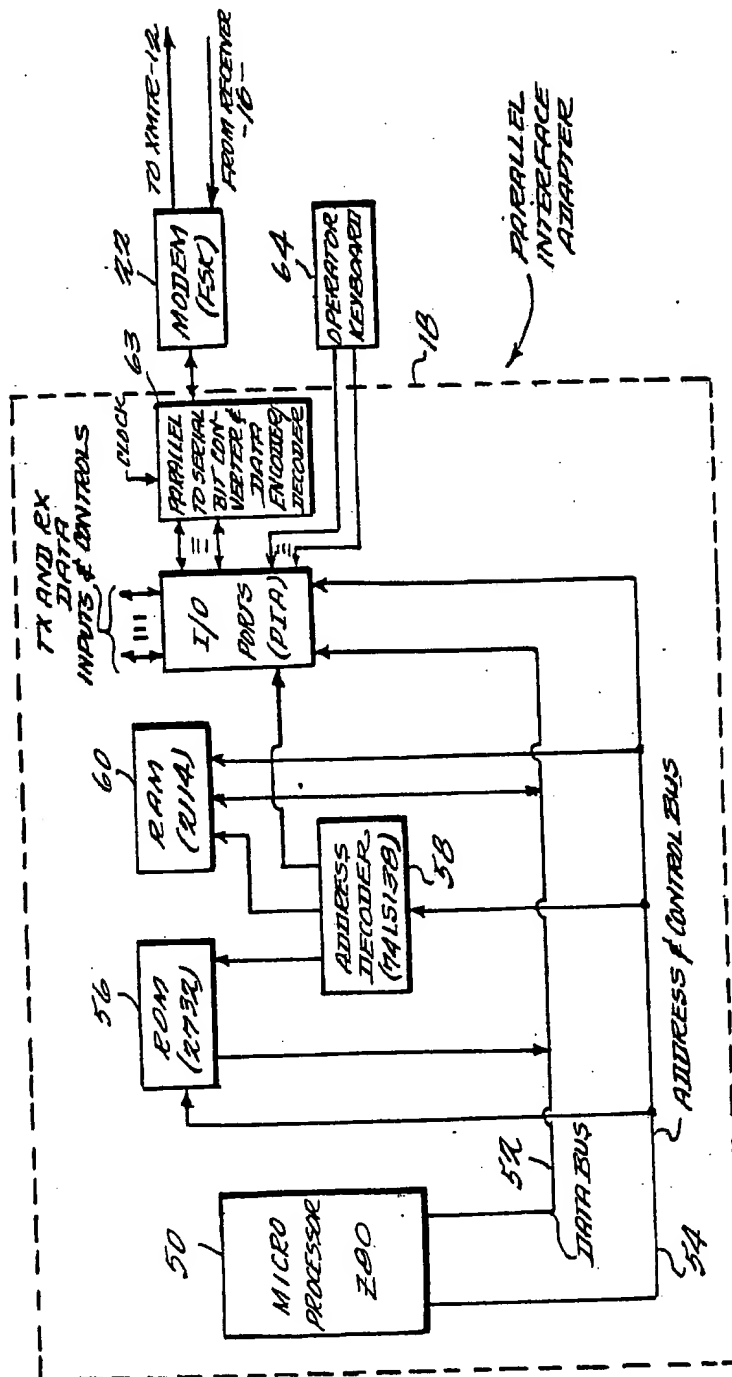 TO XMTR-12
FROM RECEIVER
-16-
22
MODEM
(FSK)
64
OPERATOR
KEYBOARD
PARALLEL
INTERFACE
ADAPTER
18
63
CLOCK
PARALLEL
TO SERIAL
BIT CON-
VERTER &
DATA
ENCODER/
DECODER
TX AND RX
DATA
INPUTS & CONTROLS
I/O
PORTS
(PIA)
60
RAM
(2114)
ADDRESS
DECODER
(74LS138)
58
56
ROM
(2732)
50
MICRO
PROCESSOR
Z80
52
DATA BUS
54
ADDRESS & CONTROL BUS